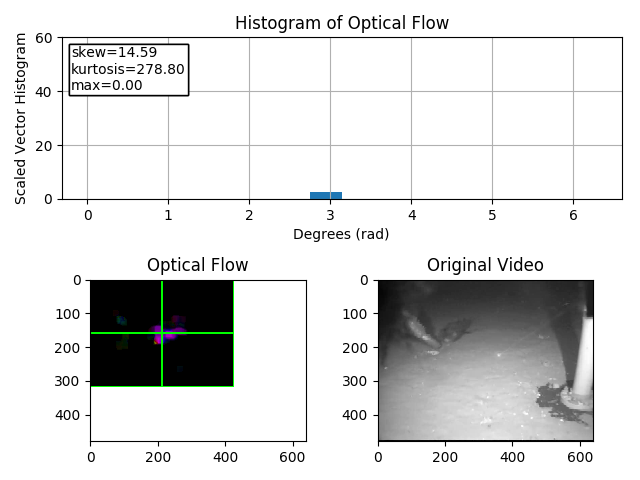 Histogram of Optical Flow
Scaled Vector Histogram
60
40
20
0
skew=14.59
kurtosis=278.80
max=0.00
0 1 2 3 4 5 6
Degrees (rad)
Optical Flow
0
100
200
300
400
0 200 400 600
Original Video
0
100
200
300
400
0 200 400 600